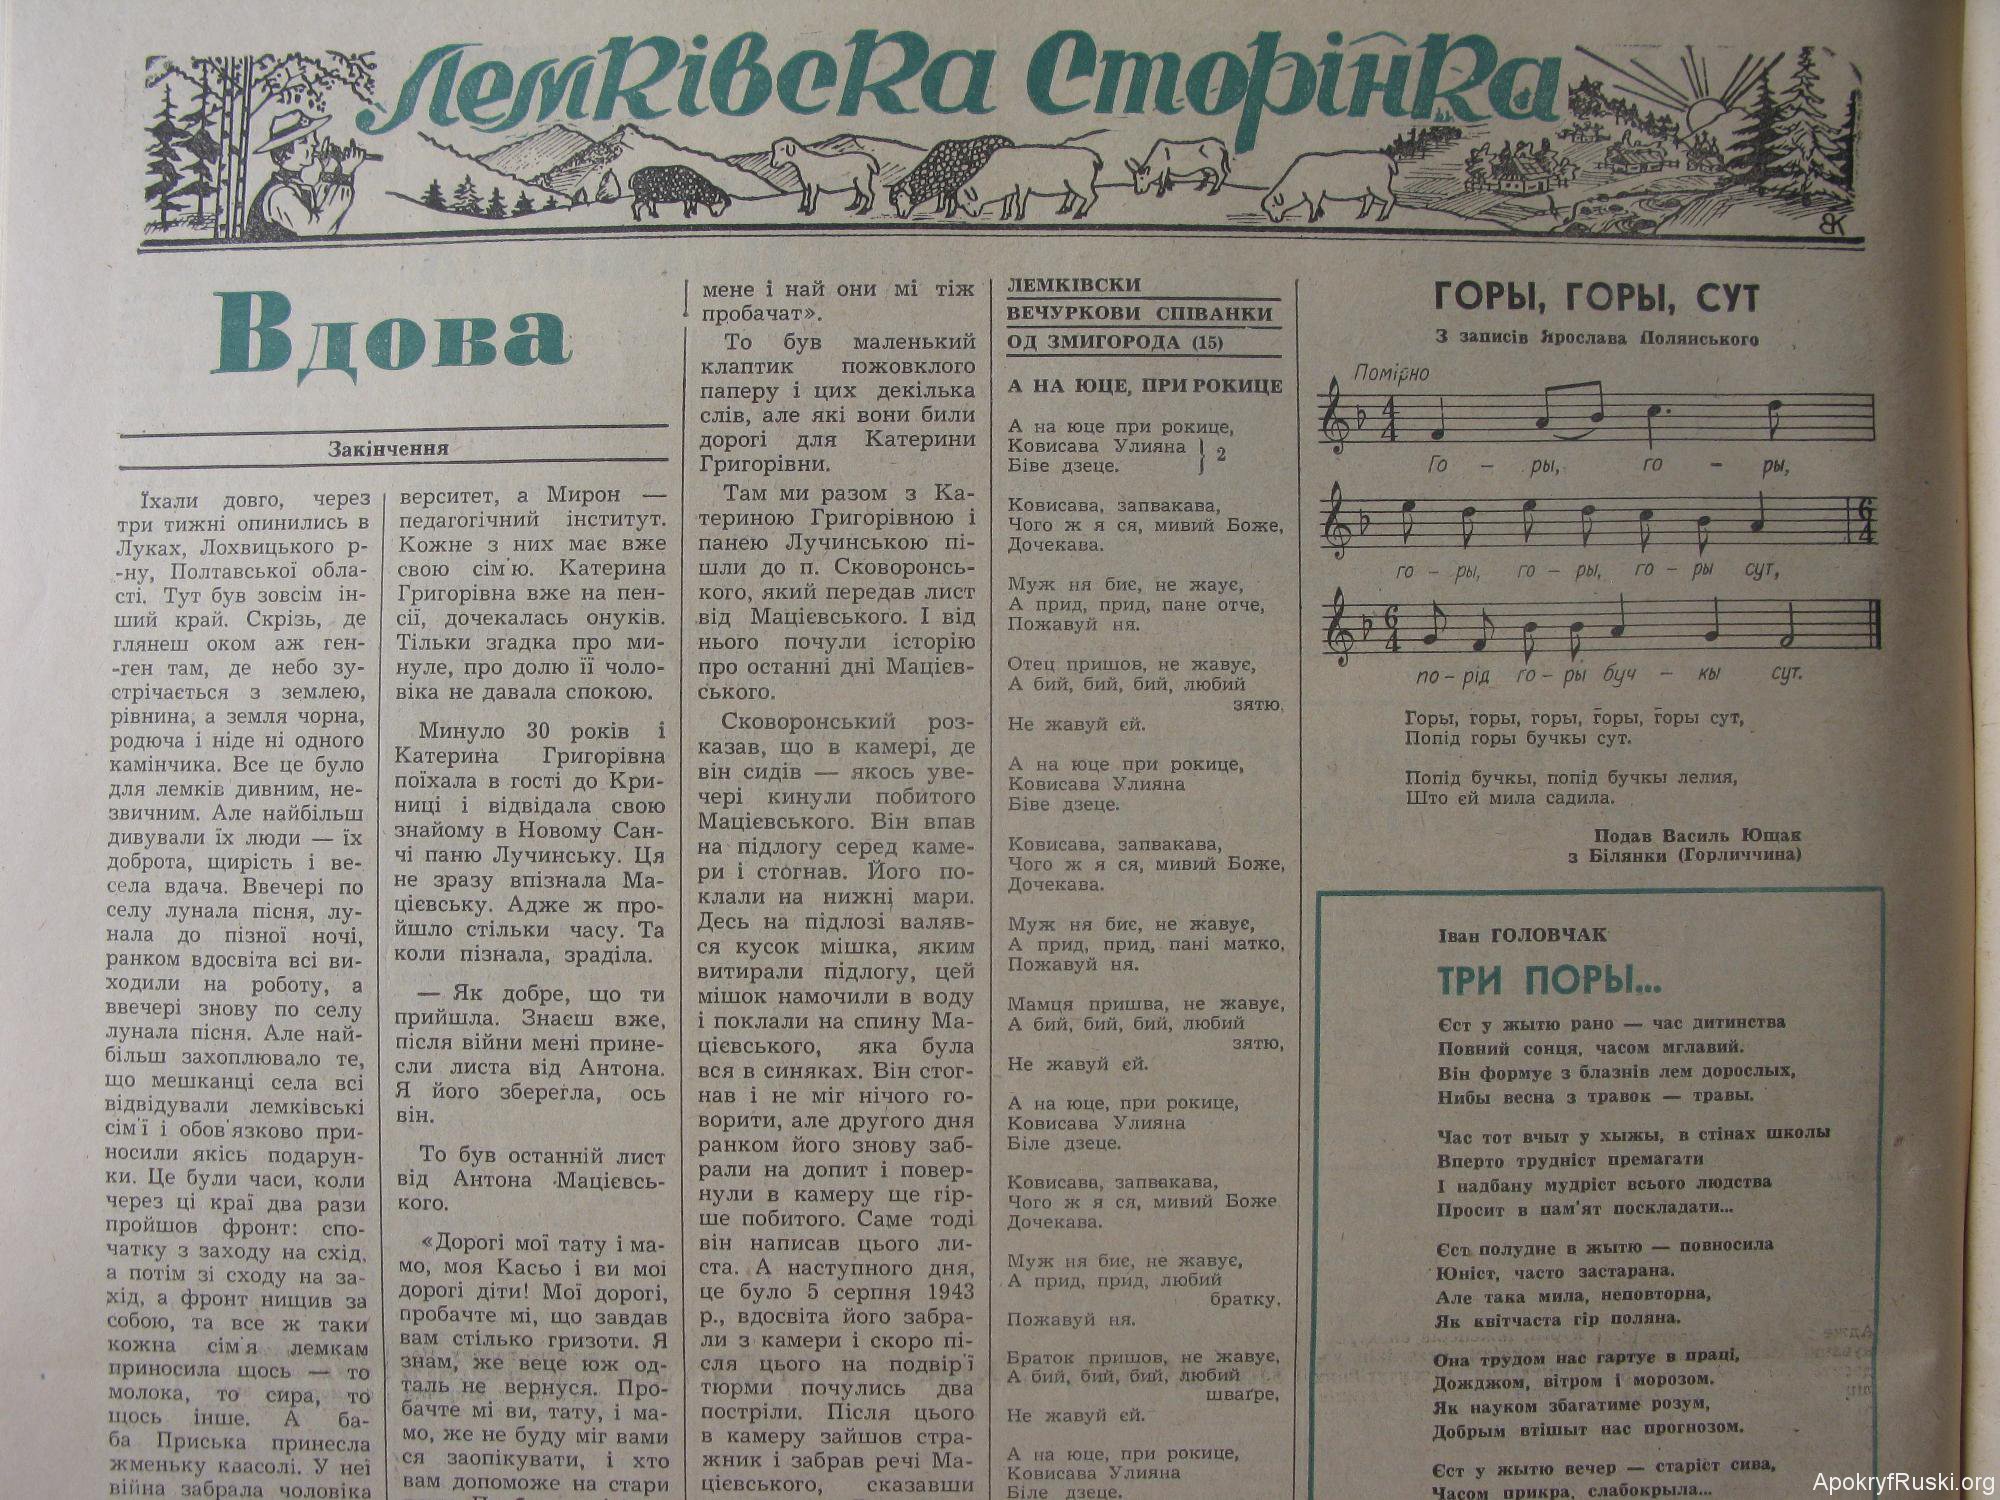 Лемківска Сторінка
Вдова
Закінчення
Їхали довго, через
три тижні опинились в
Луках, Лохвицького р-
-ну, Полтавської обла-
сті. Тут був зовсім ін-
ший край. Скрізь, де
глянеш оком аж ген-
-ген там, де небо зу-
стрічається з землею,
рівнина, а земля чорна,
родюча і ніде ні одного
камінчика. Все це було
для лемків дивним, не-
звичним. Але найбільш
дивували їх люди — їх
доброта, щирість і ве-
села вдача. Ввечері по
селу лунала пісня, лу-
нала до пізної ночі,
ранком вдосвіта всі ви-
ходили на роботу, а
ввечері знову по селу
лунала пісня. Але най-
більш захоплювало те,
що мешканці села всі
відвідували лемківські
сім'ї і обов'язково при-
носили якісь подарун-
ки. Це були часи, коли
через ці краї два рази
пройшов фронт: спо-
чатку з заходу на схід,
а потім зі сходу на за-
хід, а фронт нищив за
собою, та все ж таки
кожна сім'я лемкам
приносила щось — то
молока, то сира, то
щось інше. А ба-
баПриська принесла
жменьку квасолі. У неї
війна забрала чоловіка
верситет, а Мирон —
педагогічний інститут.
Кожне з них має вже
свою сім'ю. Катерина
Григорівна вже на пен-
сії, дочекалась онуків.
Тільки згадка про ми-
нуле, про долю її чоло-
віка не давала спокою.
Минуло 30 років і
Катерина Григорівна
поїхала в гості до Кри-
ниці і відвідала свою
знайому в Новому Сан-
чі паню Лучинську. Ця
не зразу впізнала Ма-
цієвську. Адже ж про-
йшло стільки часу. Та
коли пізнала, зраділа.
— Як добре, що ти
прийшла. Знаєш вже,
після війни мені прине-
сли листа від Антона.
Я його зберегла, ось
він.
То був останній лист
від Антона Мацієвсь-
кого.
«Дорогі мої тату і ма-
мо, моя Касьо і ви мої
дорогі діти! Мої дорогі,
пробачте мі, що завдав
вам стілько гризоти. Я
знам, же веце юж од-
таль не вернуся. Про-
бачте мі ви, тату, і ма-
мо, же не буду міг вами
ся заопікувати, і хто
вам допоможе на стари
мене і най они мі тіж
пробачат».
То був маленький
клаптик пожовклого
паперу і цих декілька
слів, але які вони били
дорогі для Катерини
Григорівни.
Там ми разом з Ка-
териною Григорівною і
панею Лучинською пі-
шли до п. Сковоронсь-
кого, який передав лист
від Мацієвського. І від
нього почули історію
про останні дні Мацієв-
ського.
Сковоронський роз-
казав, що в камері, де
він сидів — якось уве-
чері кинули побитого
Мацієвського. Він впав
на підлогу серед каме-
ри і стогнав. Його по-
клали на нижні мари.
Десь на підлозі валяв-
ся кусок мішка, яким
витирали підлогу, цей
мішок намочили в воду
і поклали на спину Ма-
цієвського, яка була
вся в синяках. Він стог-
нав і не міг нічого го-
ворити, але другого дня
ранком його знову заб-
рали на допит і повер-
нули в камеру ще гір-
ше побитого. Саме тоді
він написав цього ли-
ста. А наступного дня,
це було 5 серпня 1943
р., вдосвіта його забра-
ли з камери і скоро пі-
сля цього на подвір'ї
тюрми почулись два
постріли. Після цього
в камеру зайшов стра-
жник і забрав речі Ма-
цієвського, сказавши
ЛЕМКІВСКИ
ВЕЧУРКОВИ СПІВАНКИ
ОД ЗМИГОРОДА (15)
А НА ЮЦЕ, ПРИ РОКИЦЕ
А на юце при рокице,
Ковисава Улияна } 2
Біве дзеце.
Ковисава, запвакава,
Чого ж я ся, мивий Боже,
Дочекава.
Муж ня биє, не жаує,
А прид, прид, пане отче,
Пожавуй ня.
Отец пришов, не жавує,
А бий, бий, бий, любий
зятю,
Не жавуй єй.
А на юце при рокице,
Ковисава Улияна
Біве дзеце.
Ковисава, запвакава,
Чого ж я ся, мивий Боже,
Дочекава.
Муж ня биє, не жавує,
А прид, прид, пані матко,
Пожавуй ня.
Мамця пришва, не жавує,
А бий, бий, бий, любий
зятю,
Не жавуй єй.
А на юце, при рокице,
Ковисава Улияна
Біле дзеце.
Ковисава, запвакава,
Чого ж я ся, мивий Боже
Дочекава.
Муж ня биє, не жавує,
А прид, прид, любий
братку,
Пожавуй ня.
Браток пришов, не жавує,
А бий, бий, бий, любий
шваґре,
Не жавуй єй.
А на юце, при рокице,
Ковисава Улияна
Біле дзеце.
ГОРЫ, ГОРЫ, СУТ
З записів Ярослава Полянського
Помірно
Го – ры, го – ры,
го – ры, го – ры, го – ры сут,
по – рід го – ры буч – кы сут.
Горы, горы, горы, горы, горы сут,
Попід горы бучкы сут.
Попід бучкы, попід бучкы лелия,
Што єй мила садила.
Подав Василь Ющак
з Білянки (Горличчина)
Іван ГОЛОВЧАК
ТРИ ПОРЫ...
Єст у жытю рано — час дитинства
Повний сонця, часом мглавий.
Він формує з блазнів лем дорослых,
Нибы весна з травок — травы.
Час тот вчыт у хыжы, в стінах школы
Вперто трудніст премагати
І надбану мудріст всього людства
Просит в пам'ят поскладати...
Єст полудне в жытю — повносила
Юніст, часто застарана.
Але така мила, неповторна,
Як квітчаста гір поляна.
Она трудом нас гартує в праці,
Дожджом, вітром і морозом.
Як науком збагатиме розум,
Добрым втішыт нас прогнозом.
Єст у жытю вечер — старіст сива,
Часом прикра, слабокрыла...
ApokryfRuski.org